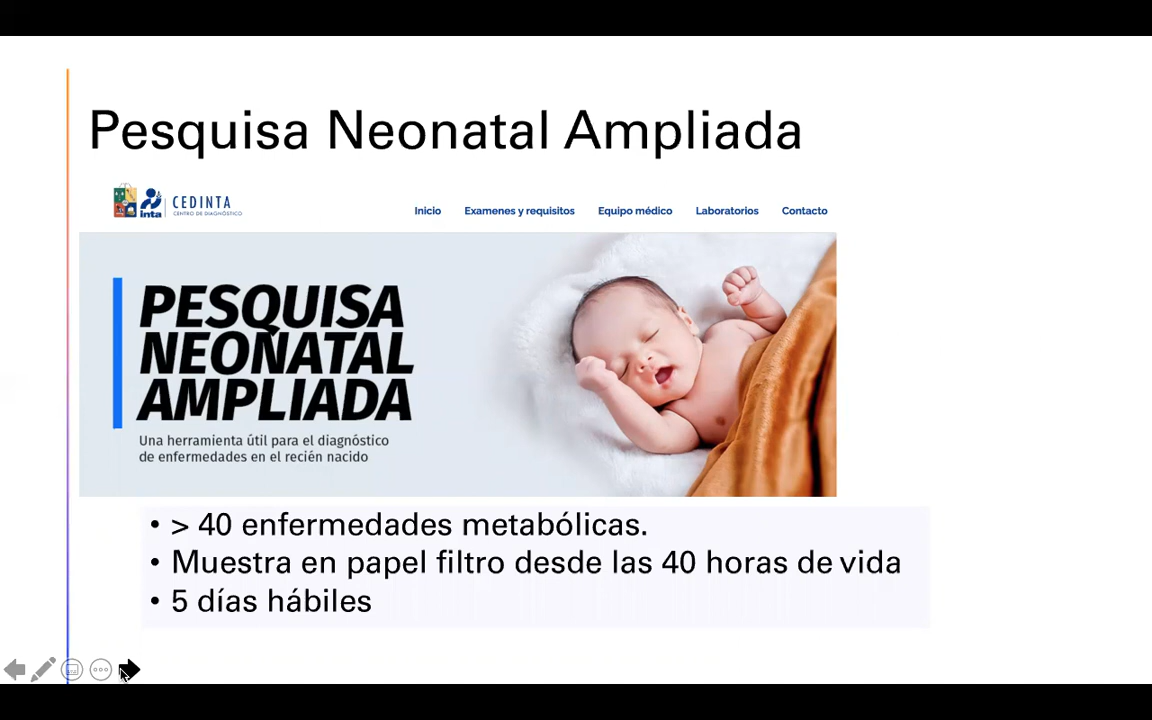 Pesquisa Neonatal Ampliada
inta
CEDINTA
CENTRO DE DIAGNÓSTICO
Inicio Examenes y requisitos Equipo médico Laboratorios Contacto
PESQUISA
NEONATAL
AMPLIADA
Una herramienta útil para el diagnóstico
de enfermedades en el recién nacido
• > 40 enfermedades metabólicas.
• Muestra en papel filtro desde las 40 horas de vida
• 5 días hábiles